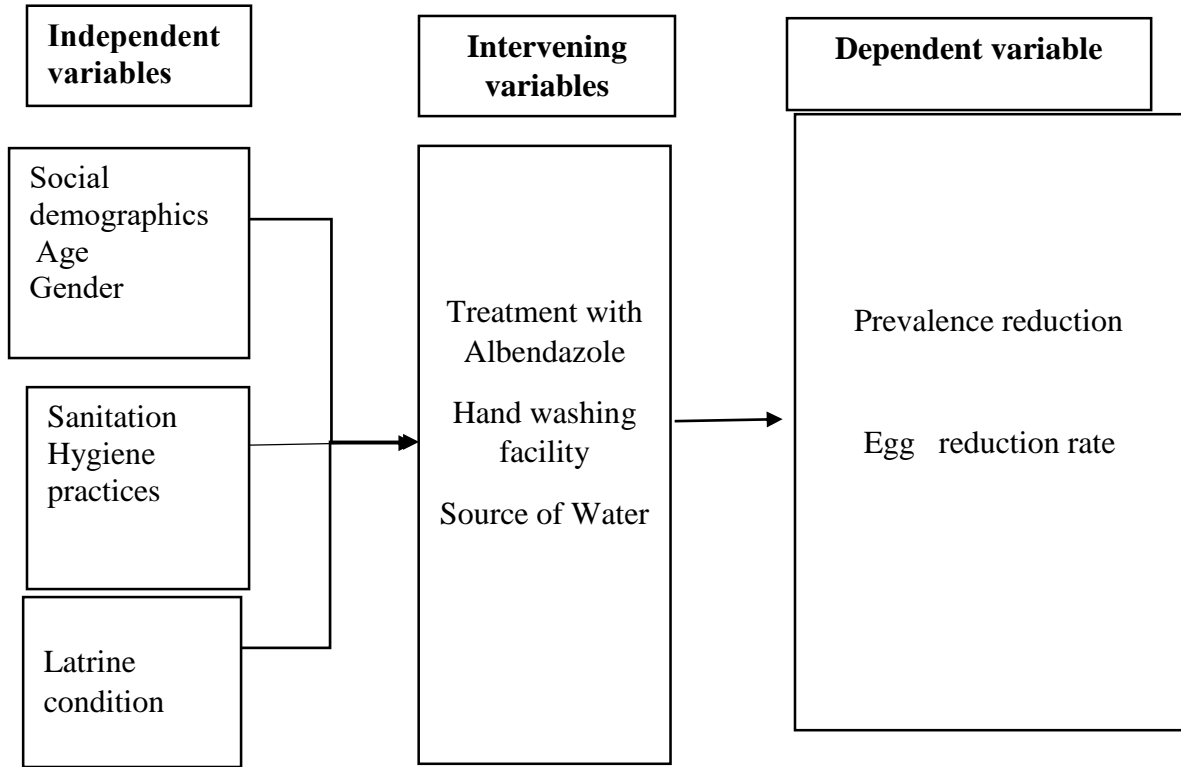 Independent
variables
Intervening
variables
Dependent variable
Social
demographics
Age
Gender
Sanitation
Hygiene
practices
Latrine
condition
Treatment with
Albendazole
Hand washing
facility
Source of Water
Prevalence reduction
Egg reduction rate